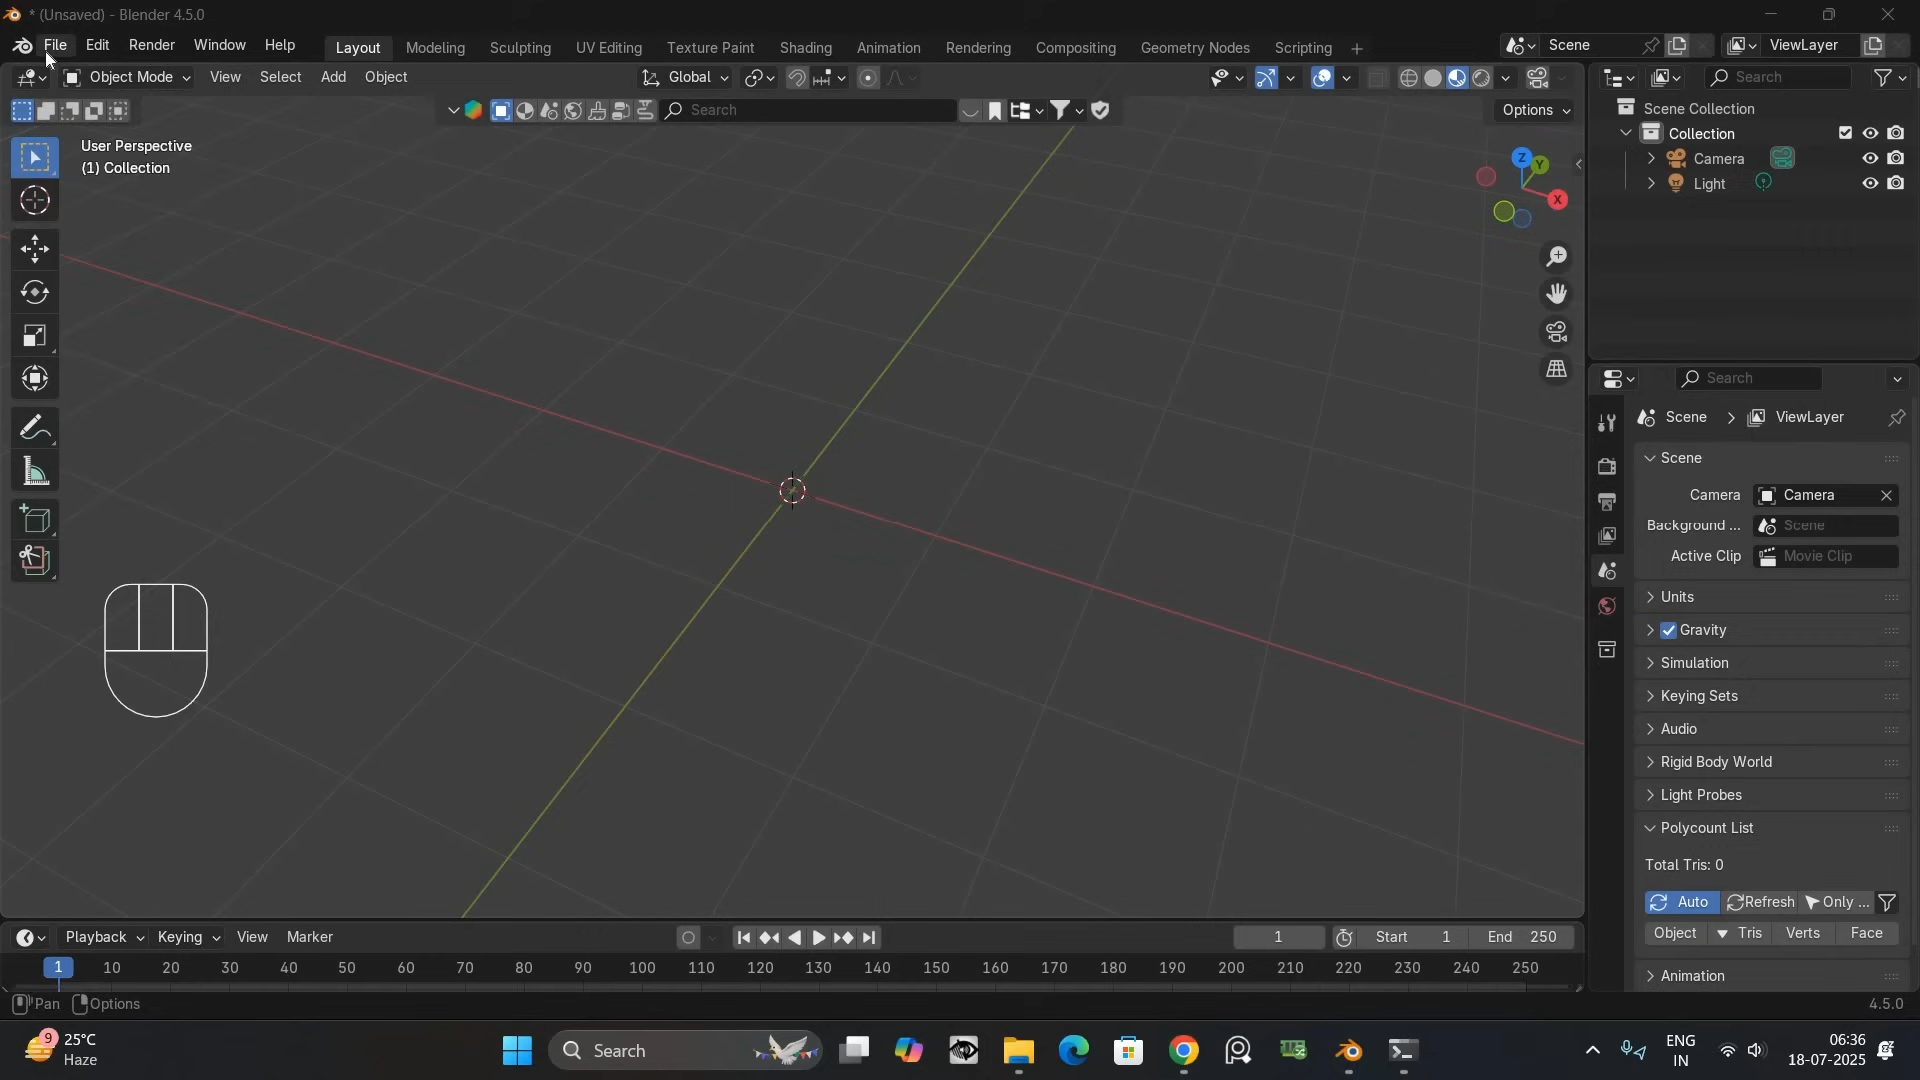 * (Unsaved) - Blender 4.5.0
File Edit Render Window Help
Layout Modeling Sculpting UV Editing Texture Paint Shading Animation Rendering Compositing Geometry Nodes Scripting +
Scene ViewLayer
Object Mode View Select Add Object
Global
Search
Search
Options
User Perspective
(1) Collection
Z
Y
X
Scene Collection
Collection
Camera
Light
Search
Scene > ViewLayer
Scene
Camera Camera
Background ... Scene
Active Clip Movie Clip
Units
Gravity
Simulation
Keying Sets
Audio
Rigid Body World
Light Probes
Polycount List
Total Tris: 0
Auto Refresh Only ...
Object Tris Verts Face
Animation
Playback Keying View Marker
1 Start 1 End 250
1 10 20 30 40 50 60 70 80 90 100 110 120 130 140 150 160 170 180 190 200 210 220 230 240 250
Pan Options
4.5.0
9 25°C
Haze
Search
ENG
IN
06:36
18-07-2025